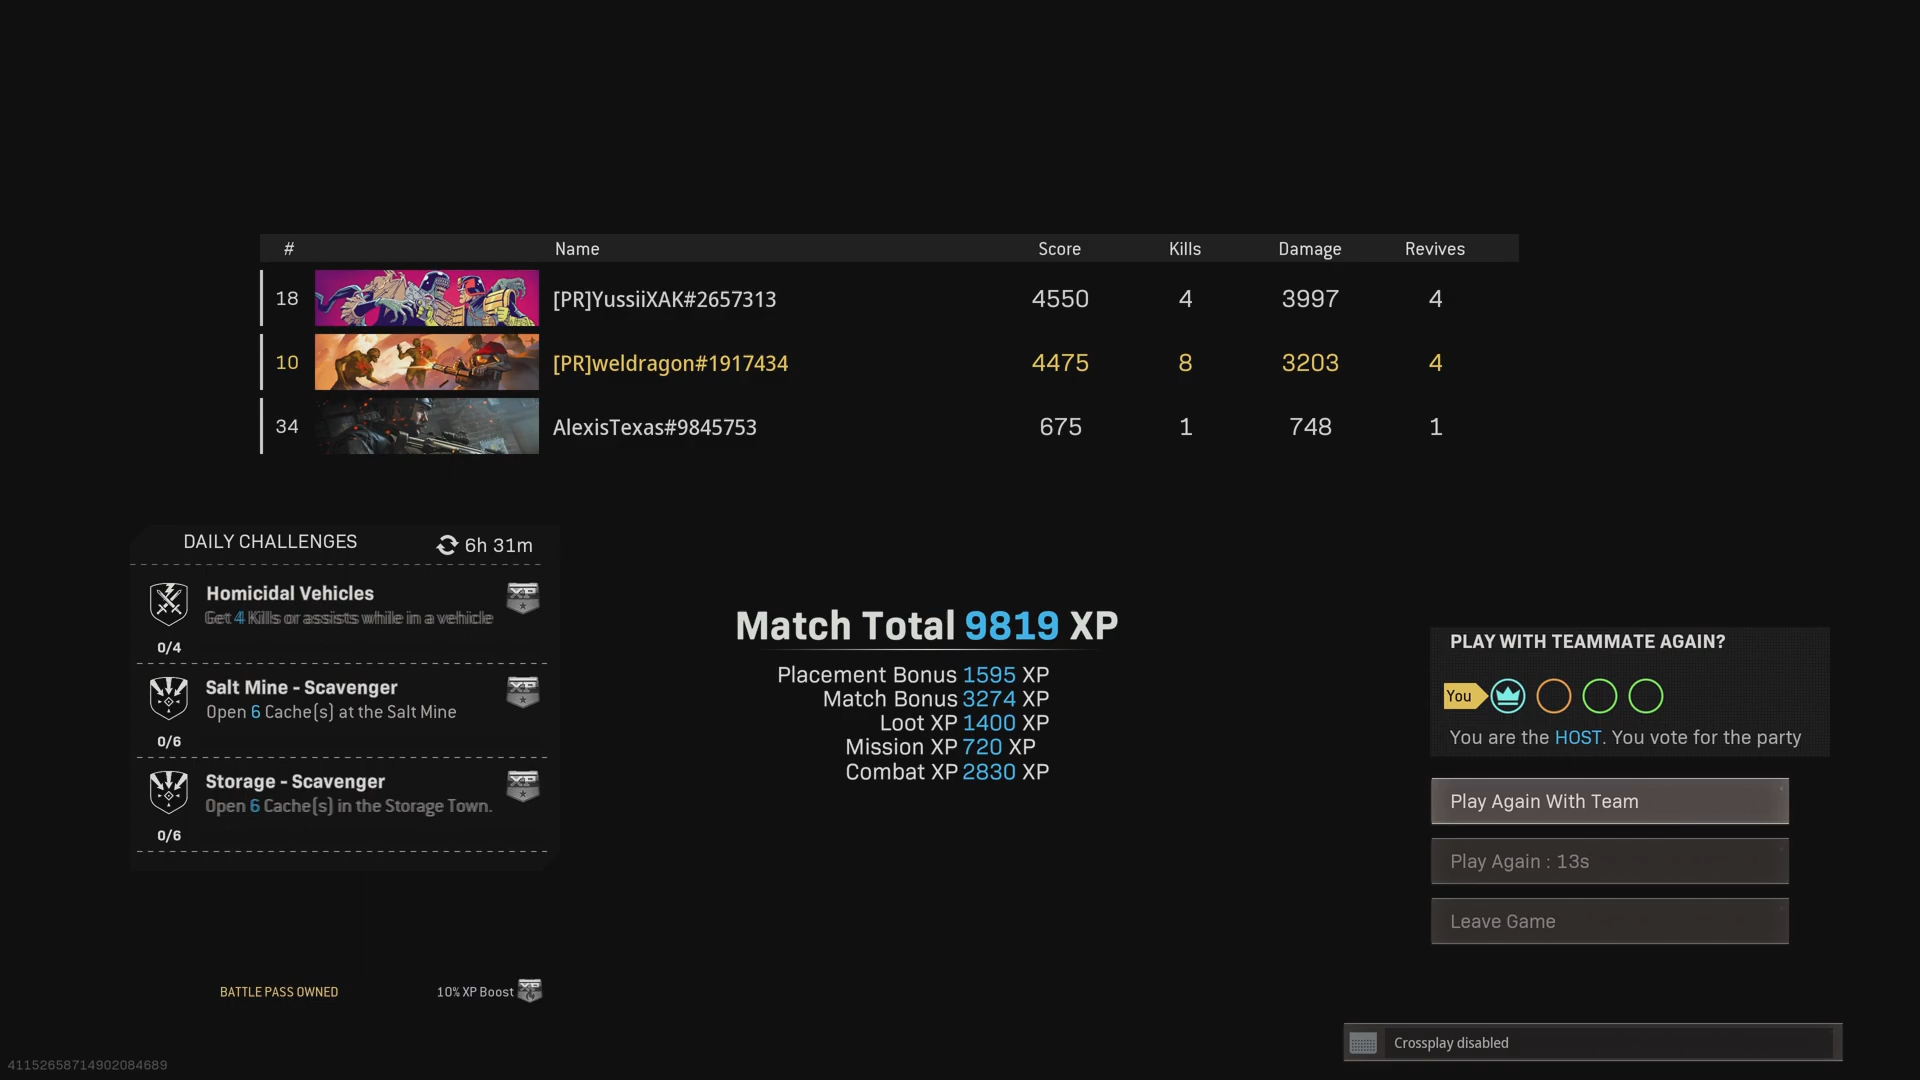 # Name Score Kills Damage Revives
18 [PR]YussiiXAK#2657313 4550 4 3997 4
10 [PR]weldragon#1917434 4475 8 3203 4
34 AlexisTexas#9845753 675 1 748 1
DAILY CHALLENGES 6h 31m
Homicidal Vehicles XP
Get 4 Kills or assists while in a vehicle
0/4
Salt Mine - Scavenger XP
Open 6 Cache(s) at the Salt Mine
0/6
Storage - Scavenger XP
Open 6 Cache(s) in the Storage Town.
0/6
BATTLE PASS OWNED 10% XP Boost XP
Match Total 9819 XP
Placement Bonus 1595 XP
Match Bonus 3274 XP
Loot XP 1400 XP
Mission XP 720 XP
Combat XP 2830 XP
PLAY WITH TEAMMATE AGAIN?
You
You are the HOST. You vote for the party
Play Again With Team
Play Again : 13s
Leave Game
Crossplay disabled
41152658714902084689